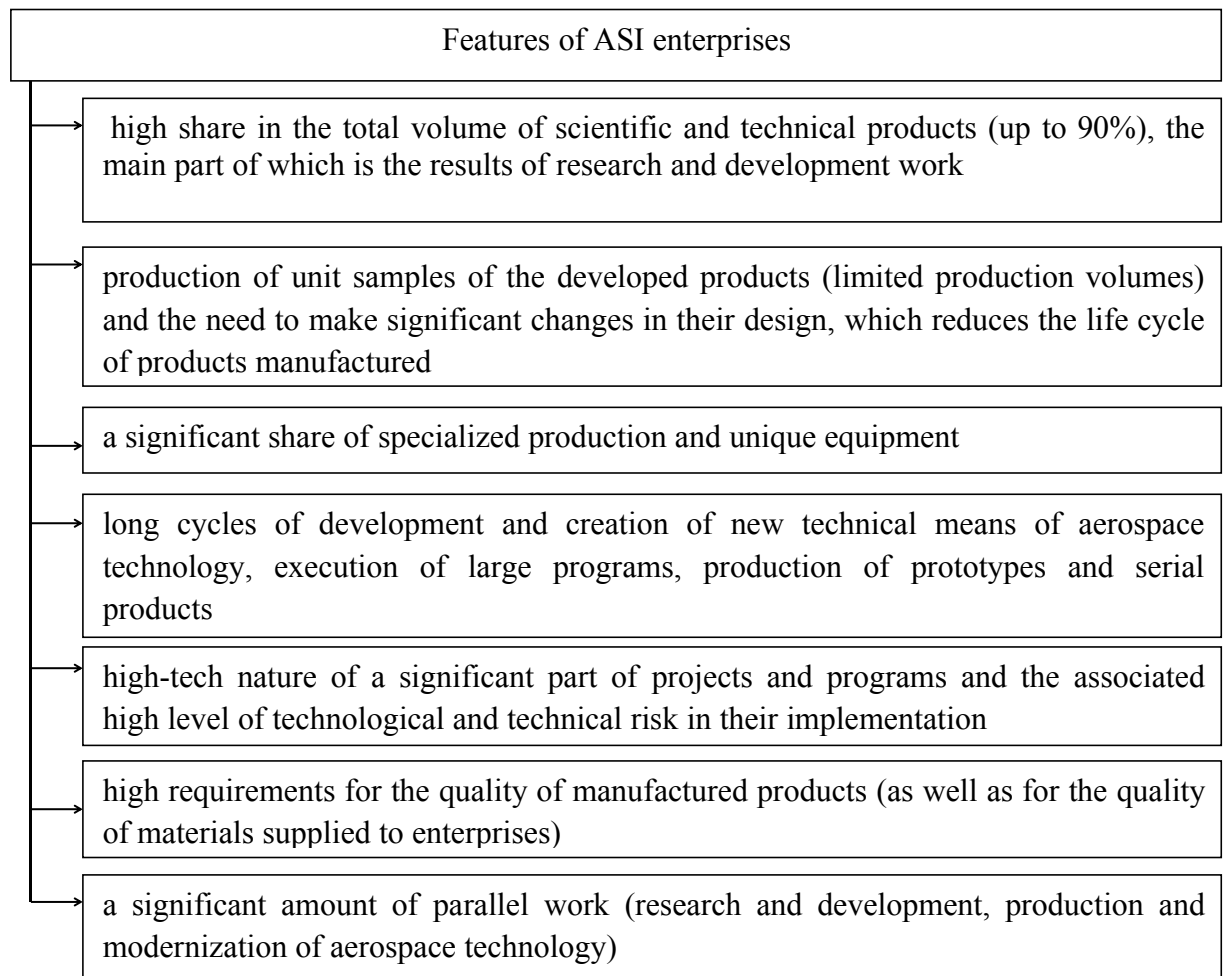 Features of ASI enterprises
high share in the total volume of scientific and technical products (up to 90%), the
main part of which is the results of research and development work
production of unit samples of the developed products (limited production volumes)
and the need to make significant changes in their design, which reduces the life cycle
of products manufactured
a significant share of specialized production and unique equipment
long cycles of development and creation of new technical means of aerospace
technology, execution of large programs, production of prototypes and serial
products
high-tech nature of a significant part of projects and programs and the associated
high level of technological and technical risk in their implementation
high requirements for the quality of manufactured products (as well as for the quality
of materials supplied to enterprises)
a significant amount of parallel work (research and development, production and
modernization of aerospace technology)